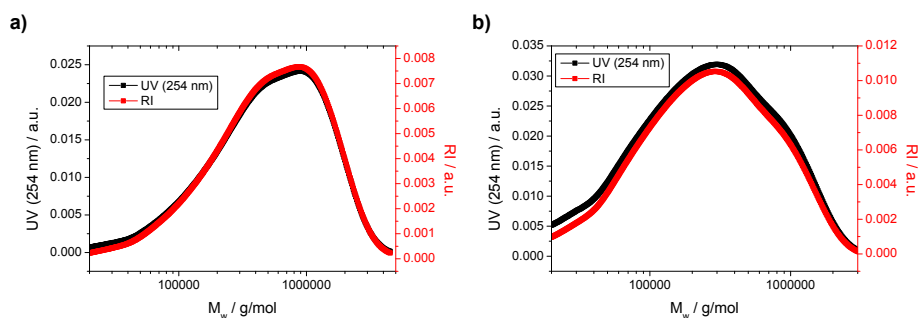 a)
UV (254 nm) / a.u.
0.025
0.020
0.015
0.010
0.005
0.000
UV (254 nm)
RI
0.008
0.007
0.006
0.005
0.004
0.003
0.002
0.001
0.000
RI / a.u.
100000 1000000
M_w / g/mol
b)
UV (254 nm) / a.u.
0.035
0.030
0.025
0.020
0.015
0.010
0.005
0.000
UV (254 nm)
RI
0.012
0.010
0.008
0.006
0.004
0.002
0.000
RI / a.u.
100000 1000000
M_w / g/mol